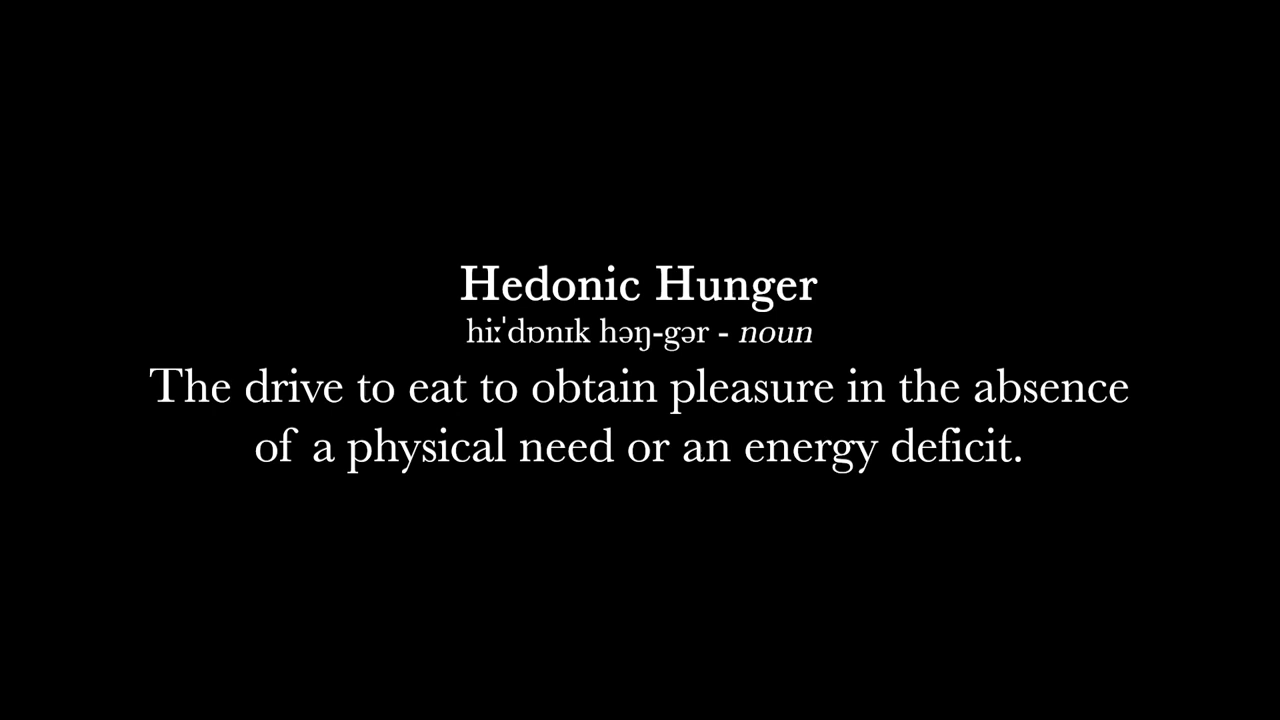 Hedonic Hunger
hiːˈdɒnɪk həŋ-gər - noun
The drive to eat to obtain pleasure in the absence
of a physical need or an energy deficit.